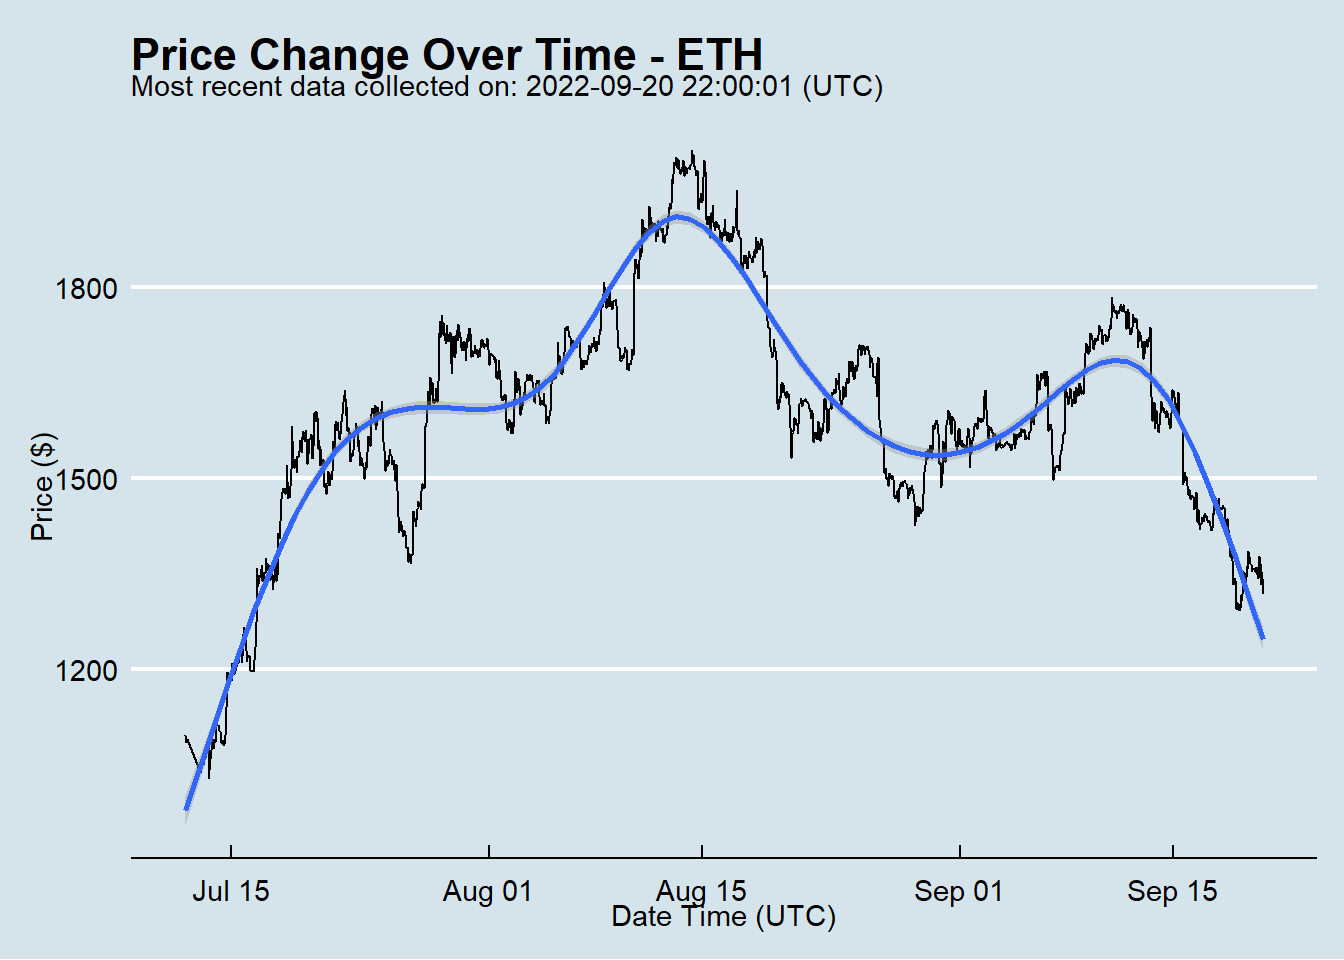 Price Change Over Time - ETH
Most recent data collected on: 2022-09-20 22:00:01 (UTC)
Price ($)
1800
1500
1200
Jul 15 Aug 01 Aug 15 Sep 01 Sep 15
Date Time (UTC)